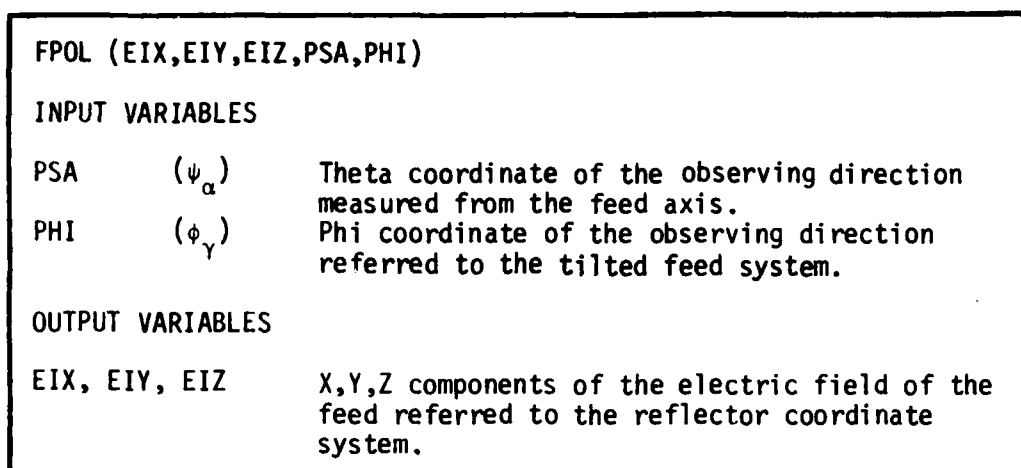 FPOL (EIX,EIY,EIZ,PSA,PHI)
INPUT VARIABLES
PSA (ψα) Theta coordinate of the observing direction
measured from the feed axis.
PHI (ϕγ) Phi coordinate of the observing direction
referred to the tilted feed system.
OUTPUT VARIABLES
EIX, EIY, EIZ X,Y,Z components of the electric field of the
feed referred to the reflector coordinate
system.